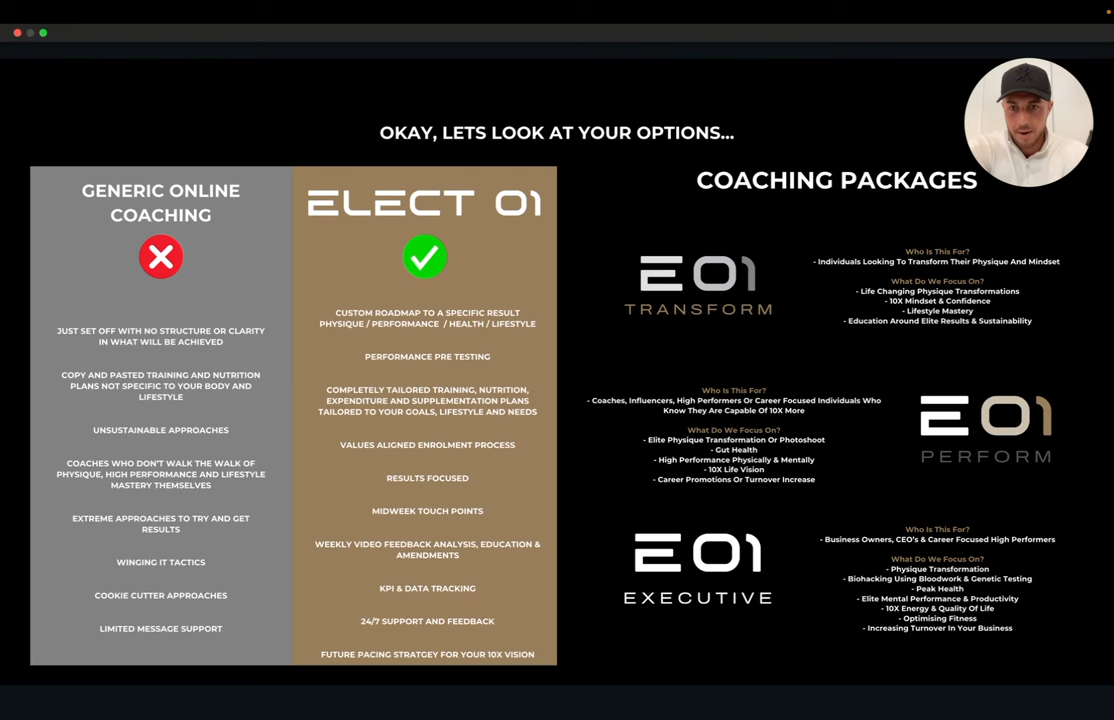 OKAY, LETS LOOK AT YOUR OPTIONS...
GENERIC ONLINE
COACHING
JUST SET OFF WITH NO STRUCTURE OR CLARITY
IN WHAT WILL BE ACHIEVED
COPY AND PASTED TRAINING AND NUTRITION
PLANS NOT SPECIFIC TO YOUR BODY AND
LIFESTYLE
UNSUSTAINABLE APPROACHES
COACHES WHO DON'T WALK THE WALK OF
PHYSIQUE, HIGH PERFORMANCE AND LIFESTYLE
MASTERY THEMSELVES
EXTREME APPROACHES TO TRY AND GET
RESULTS
WINGING IT TACTICS
COOKIE CUTTER APPROACHES
LIMITED MESSAGE SUPPORT
ELECT 01
CUSTOM ROADMAP TO A SPECIFIC RESULT
PHYSIQUE / PERFORMANCE / HEALTH / LIFESTYLE
PERFORMANCE PRE TESTING
COMPLETELY TAILORED TRAINING, NUTRITION,
EXPENDITURE AND SUPPLEMENTATION PLANS
TAILORED TO YOUR GOALS, LIFESTYLE AND NEEDS
VALUES ALIGNED ENROLMENT PROCESS
RESULTS FOCUSED
MIDWEEK TOUCH POINTS
WEEKLY VIDEO FEEDBACK ANALYSIS, EDUCATION &
AMENDMENTS
KPI & DATA TRACKING
24/7 SUPPORT AND FEEDBACK
FUTURE PACING STRATGEY FOR YOUR 10X VISION
COACHING PACKAGES
E01
TRANSFORM
Who Is This For?
- Individuals Looking To Transform Their Physique And Mindset
What Do We Focus On?
- Life Changing Physique Transformations
- 10X Mindset & Confidence
- Lifestyle Mastery
- Education Around Elite Results & Sustainability
Who Is This For?
- Coaches, Influencers, High Performers Or Career Focused Individuals Who
Know They Are Capable Of 10X More
What Do We Focus On?
- Elite Physique Transformation Or Photoshoot
- Gut Health
- High Performance Physically & Mentally
- 10X Life Vision
- Career Promotions Or Turnover Increase
E01
PERFORM
E01
EXECUTIVE
Who Is This For?
- Business Owners, CEO's & Career Focused High Performers
What Do We Focus On?
- Physique Transformation
- Biohacking Using Bloodwork & Genetic Testing
- Peak Health
- Elite Mental Performance & Productivity
- 10X Energy & Quality Of Life
- Optimising Fitness
- Increasing Turnover In Your Business